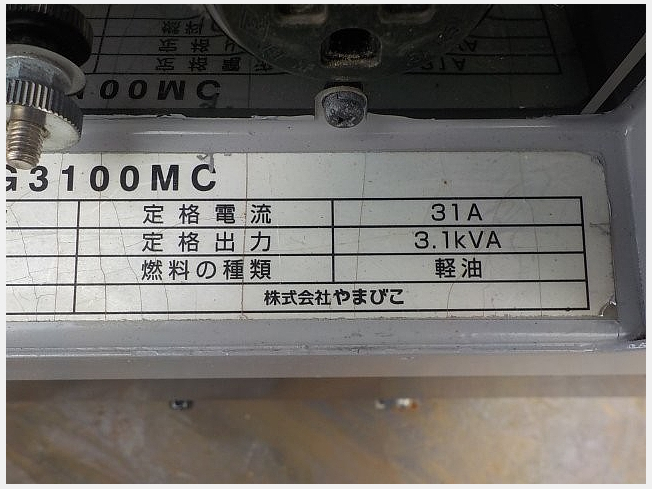 G3100MC
定格電流 31A
定格出力 3.1kVA
燃料の種類 軽油
株式会社やまびこ